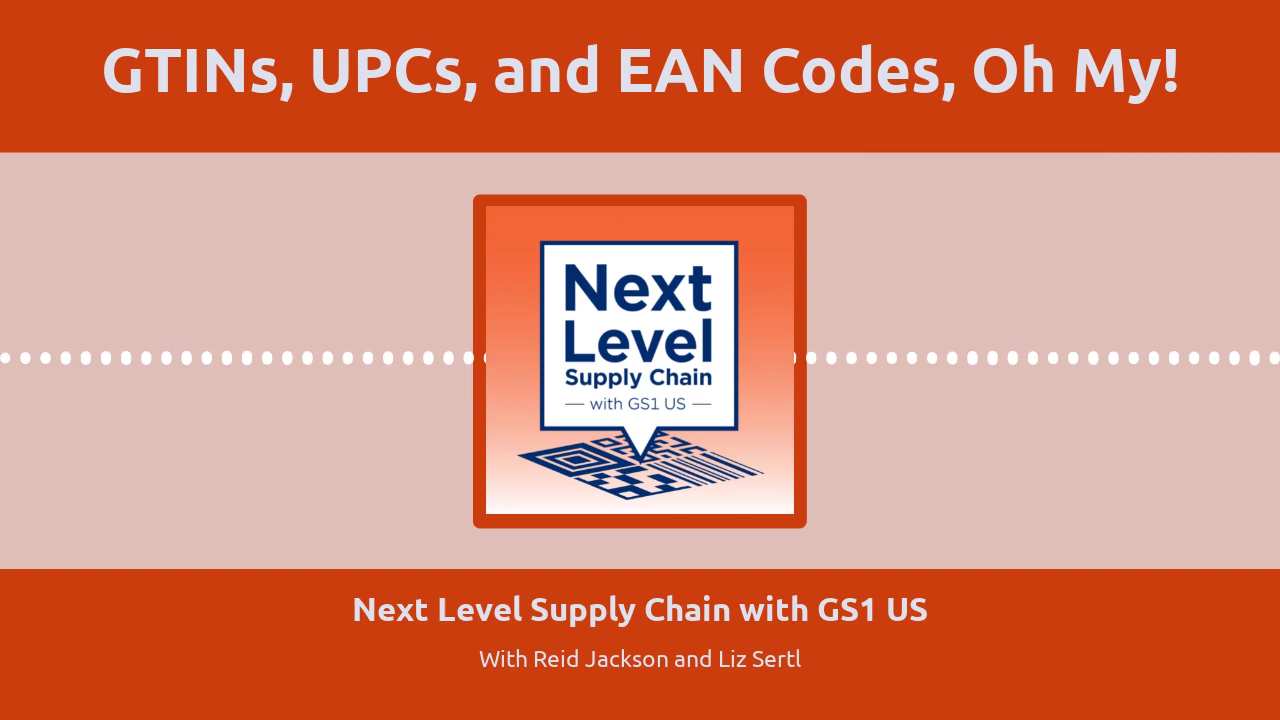 GTINs, UPCs, and EAN Codes, Oh My!
Next
Level
Supply Chain
— with GS1 US —
Next Level Supply Chain with GS1 US
With Reid Jackson and Liz Sertl